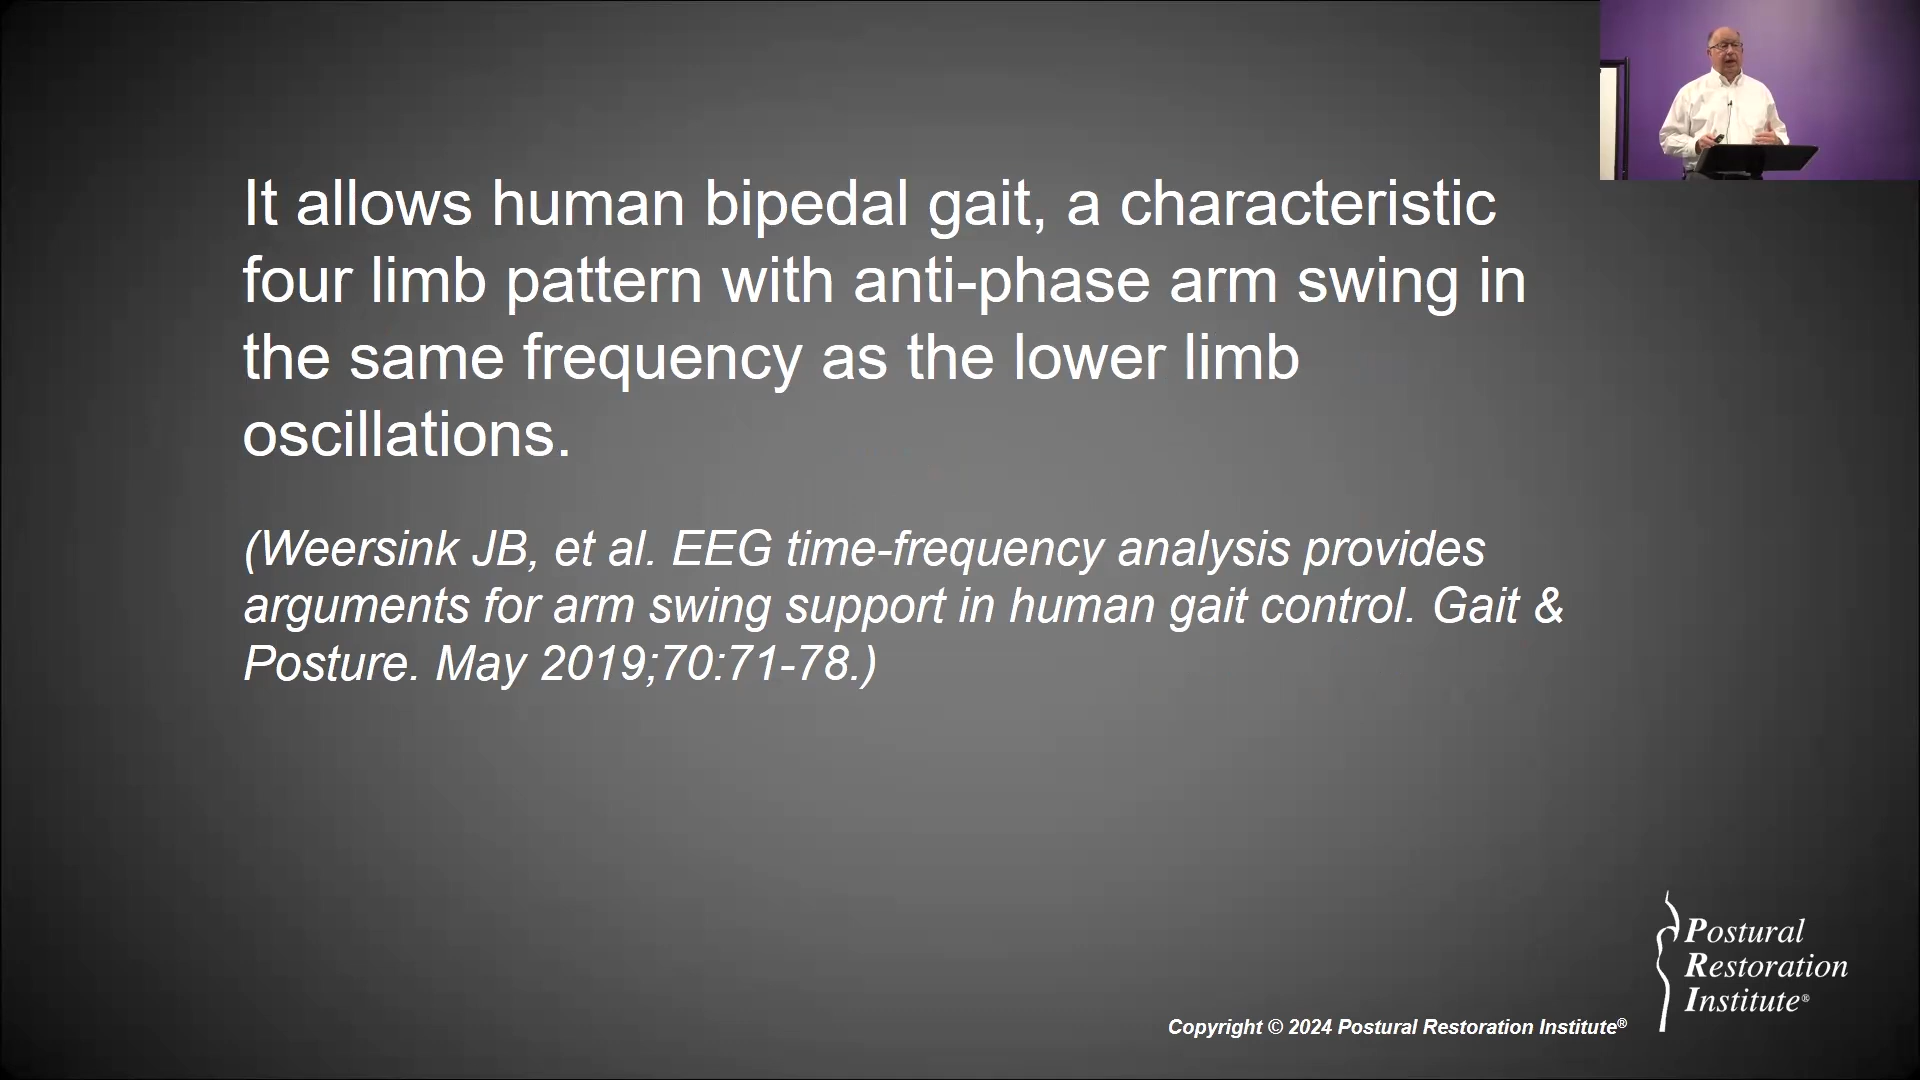 It allows human bipedal gait, a characteristic
four limb pattern with anti-phase arm swing in
the same frequency as the lower limb
oscillations.
(Weersink JB, et al. EEG time-frequency analysis provides
arguments for arm swing support in human gait control. Gait &
Posture. May 2019;70:71-78.)
Postural
Restoration
Institute®
Copyright © 2024 Postural Restoration Institute®